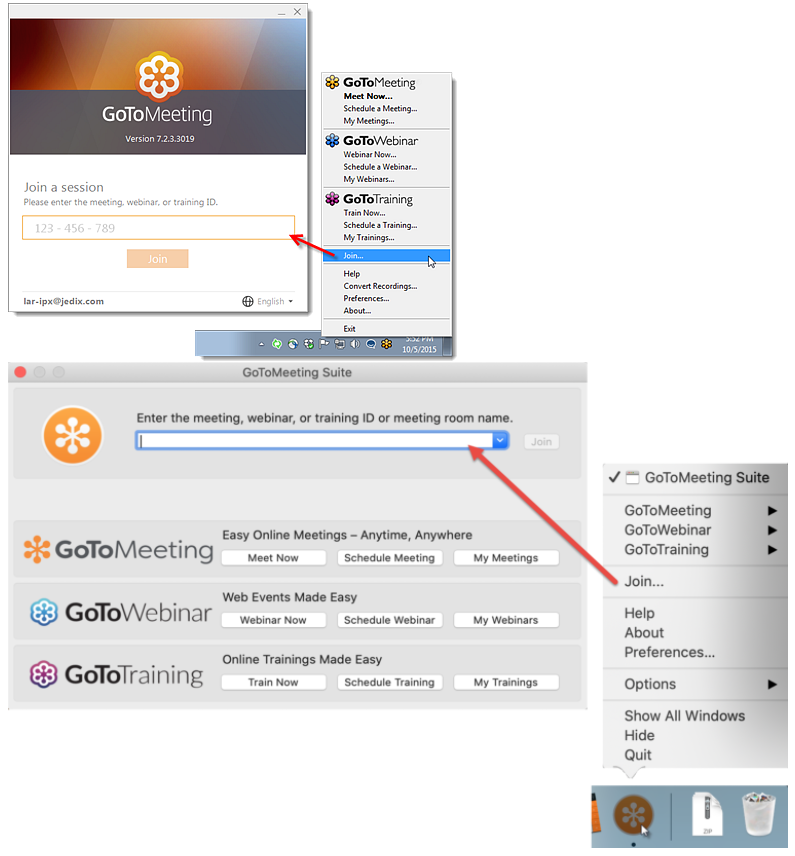 GoToMeeting
Version 7.2.3.3019
Join a session
Please enter the meeting, webinar, or training ID.
123 - 456 - 789
Join
lar-ipx@jedix.com
English
GoToMeeting
Meet Now...
Schedule a Meeting...
My Meetings...
GoToWebinar
Webinar Now...
Schedule a Webinar...
My Webinars...
GoToTraining
Train Now...
Schedule a Training...
My Trainings...
Join...
Help
Convert Recordings...
Preferences...
About...
Exit
3:52 PM
10/5/2015
GoToMeeting Suite
Enter the meeting, webinar, or training ID or meeting room name.
Join
GoToMeeting
Easy Online Meetings – Anytime, Anywhere
Meet Now Schedule Meeting My Meetings
GoToWebinar
Web Events Made Easy
Webinar Now Schedule Webinar My Webinars
GoToTraining
Online Trainings Made Easy
Train Now Schedule Training My Trainings
GoToMeeting Suite
GoToMeeting
GoToWebinar
GoToTraining
Join...
Help
About
Preferences...
Options
Show All Windows
Hide
Quit
ZIP